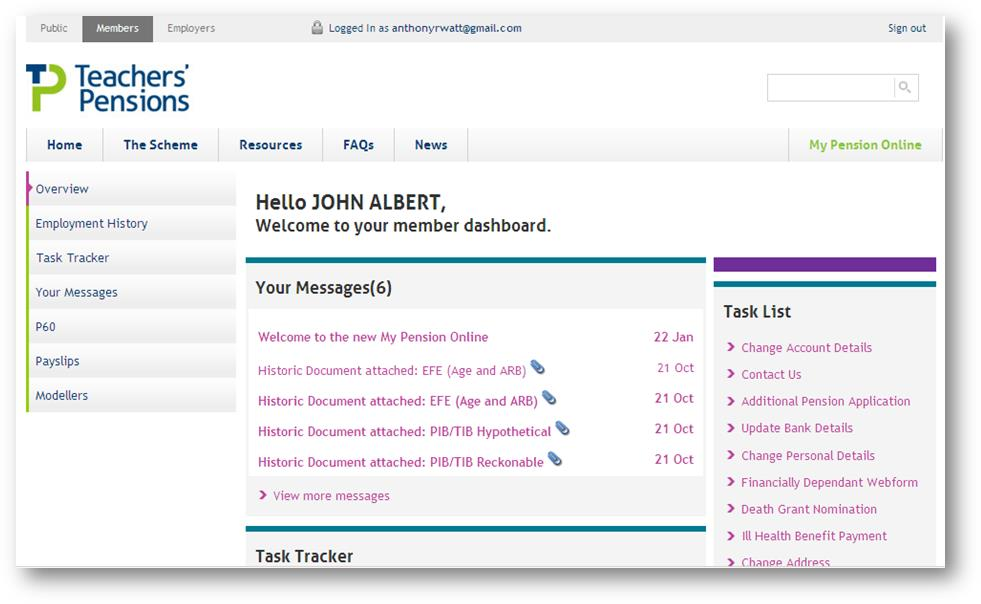 Public Members Employers Logged in as anthonyrwatt@gmail.com Sign out
Teachers'
Pensions
Home The Scheme Resources FAQs News My Pension Online
Overview
Employment History
Task Tracker
Your Messages
P60
Payslips
Modellers
Hello JOHN ALBERT,
Welcome to your member dashboard.
Your Messages(6)
Welcome to the new My Pension Online 22 Jan
Historic Document attached: EFE (Age and ARB) 21 Oct
Historic Document attached: EFE (Age and ARB) 21 Oct
Historic Document attached: PIB/TIB Hypothetical 21 Oct
Historic Document attached: PIB/TIB Reckonable 21 Oct
View more messages
Task Tracker
Task List
Change Account Details
Contact Us
Additional Pension Application
Update Bank Details
Change Personal Details
Financially Dependant Webform
Death Grant Nomination
Ill Health Benefit Payment
Change Address